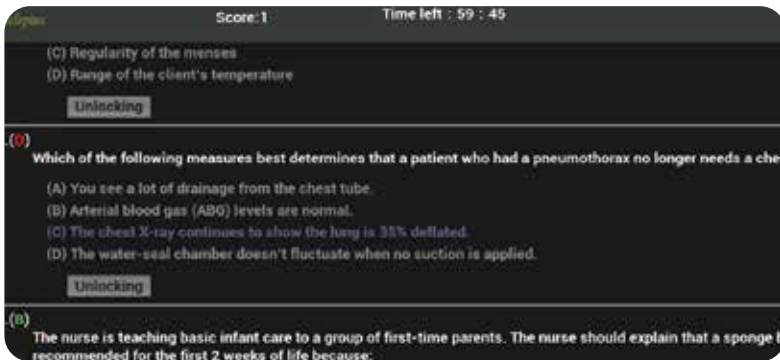 Score:1 Time left : 59 : 45
(C) Regularity of the menses
(D) Range of the client's temperature
Unlocking
.(D)
Which of the following measures best determines that a patient who had a pneumothorax no longer needs a che
(A) You see a lot of drainage from the chest tube.
(B) Arterial blood gas (ABG) levels are normal.
(C) The chest X-ray continues to show the lung is 35% deflated.
(D) The water-seal chamber doesn't fluctuate when no suction is applied.
Unlocking
.(B)
The nurse is teaching basic infant care to a group of first-time parents. The nurse should explain that a sponge
recommended for the first 2 weeks of life because: